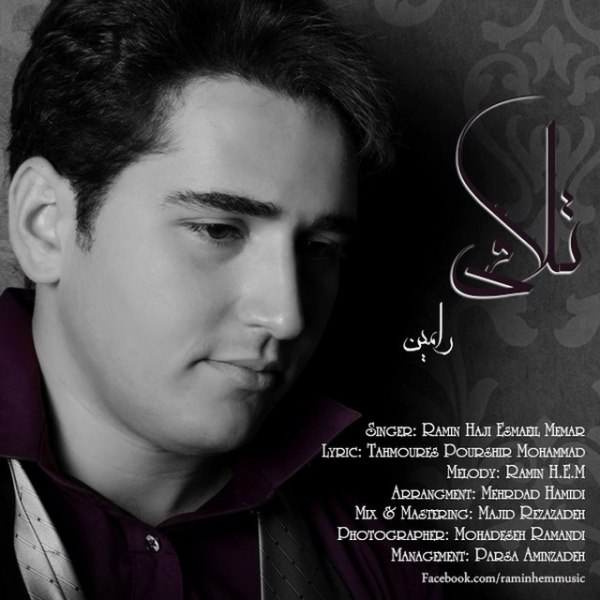 تلافی
رامین
Singer: Ramin Haji Esmaeil Memar
Lyric: Tahmoures Pourshir Mohammad
Melody: Ramin H.E.M
Arrangment: Mehrdad Hamidi
Mix & Mastering: Majid Rezazadeh
Photographer: Mohadeseh Ramandi
Management: Parsa Aminzadeh
Facebook.com/raminhemmusic